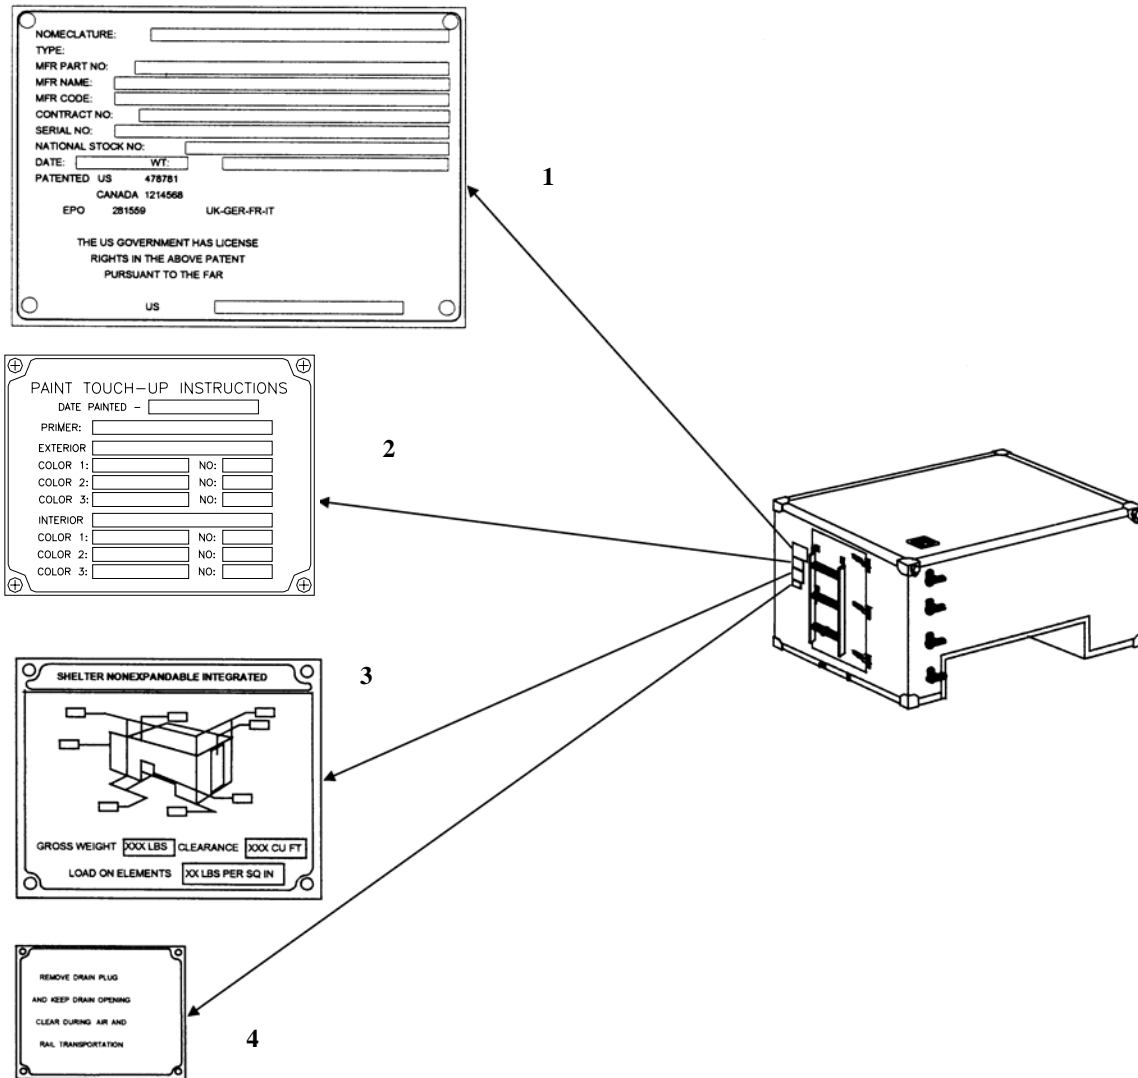 NOMECLATURE:
TYPE:
MFR PART NO:
MFR NAME:
MFR CODE:
CONTRACT NO:
SERIAL NO:
NATIONAL STOCK NO:
DATE: WT:
PATENTED US 478781
CANADA 1214568
EPO 281559 UK-GER-FR-IT
THE US GOVERNMENT HAS LICENSE
RIGHTS IN THE ABOVE PATENT
PURSUANT TO THE FAR
US
1
PAINT TOUCH-UP INSTRUCTIONS
DATE PAINTED -
PRIMER:
EXTERIOR
COLOR 1: NO:
COLOR 2: NO:
COLOR 3: NO:
INTERIOR
COLOR 1: NO:
COLOR 2: NO:
COLOR 3: NO:
2
SHELTER NONEXPANDABLE INTEGRATED
GROSS WEIGHT XXX LBS CLEARANCE XXX CU FT
LOAD ON ELEMENTS XX LBS PER SQ IN
3
REMOVE DRAIN PLUG
AND KEEP DRAIN OPENING
CLEAR DURING AIR AND
RAIL TRANSPORTATION
4